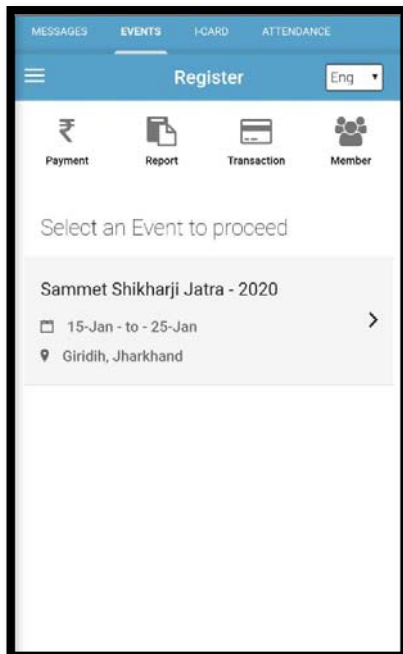 MESSAGES EVENTS I-CARD ATTENDANCE
Register Eng
₹
Payment Report Transaction Member
Select an Event to proceed
Sammet Shikharji Jatra - 2020
15-Jan - to - 25-Jan
Giridih, Jharkhand